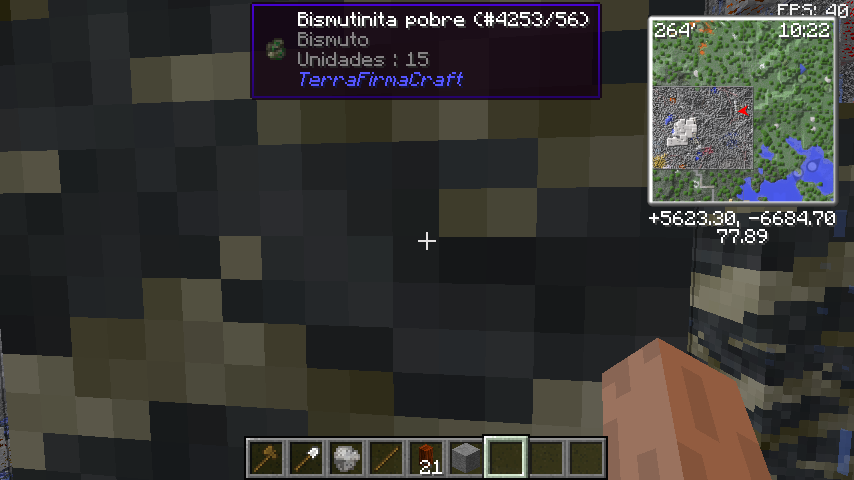 Bismutinita pobre (#4253/56)
Bismuto
Unidades : 15
TerraFirmaCraft
FPS: 40
264° 10:22
+5623.30, -6684.70
77.89
21